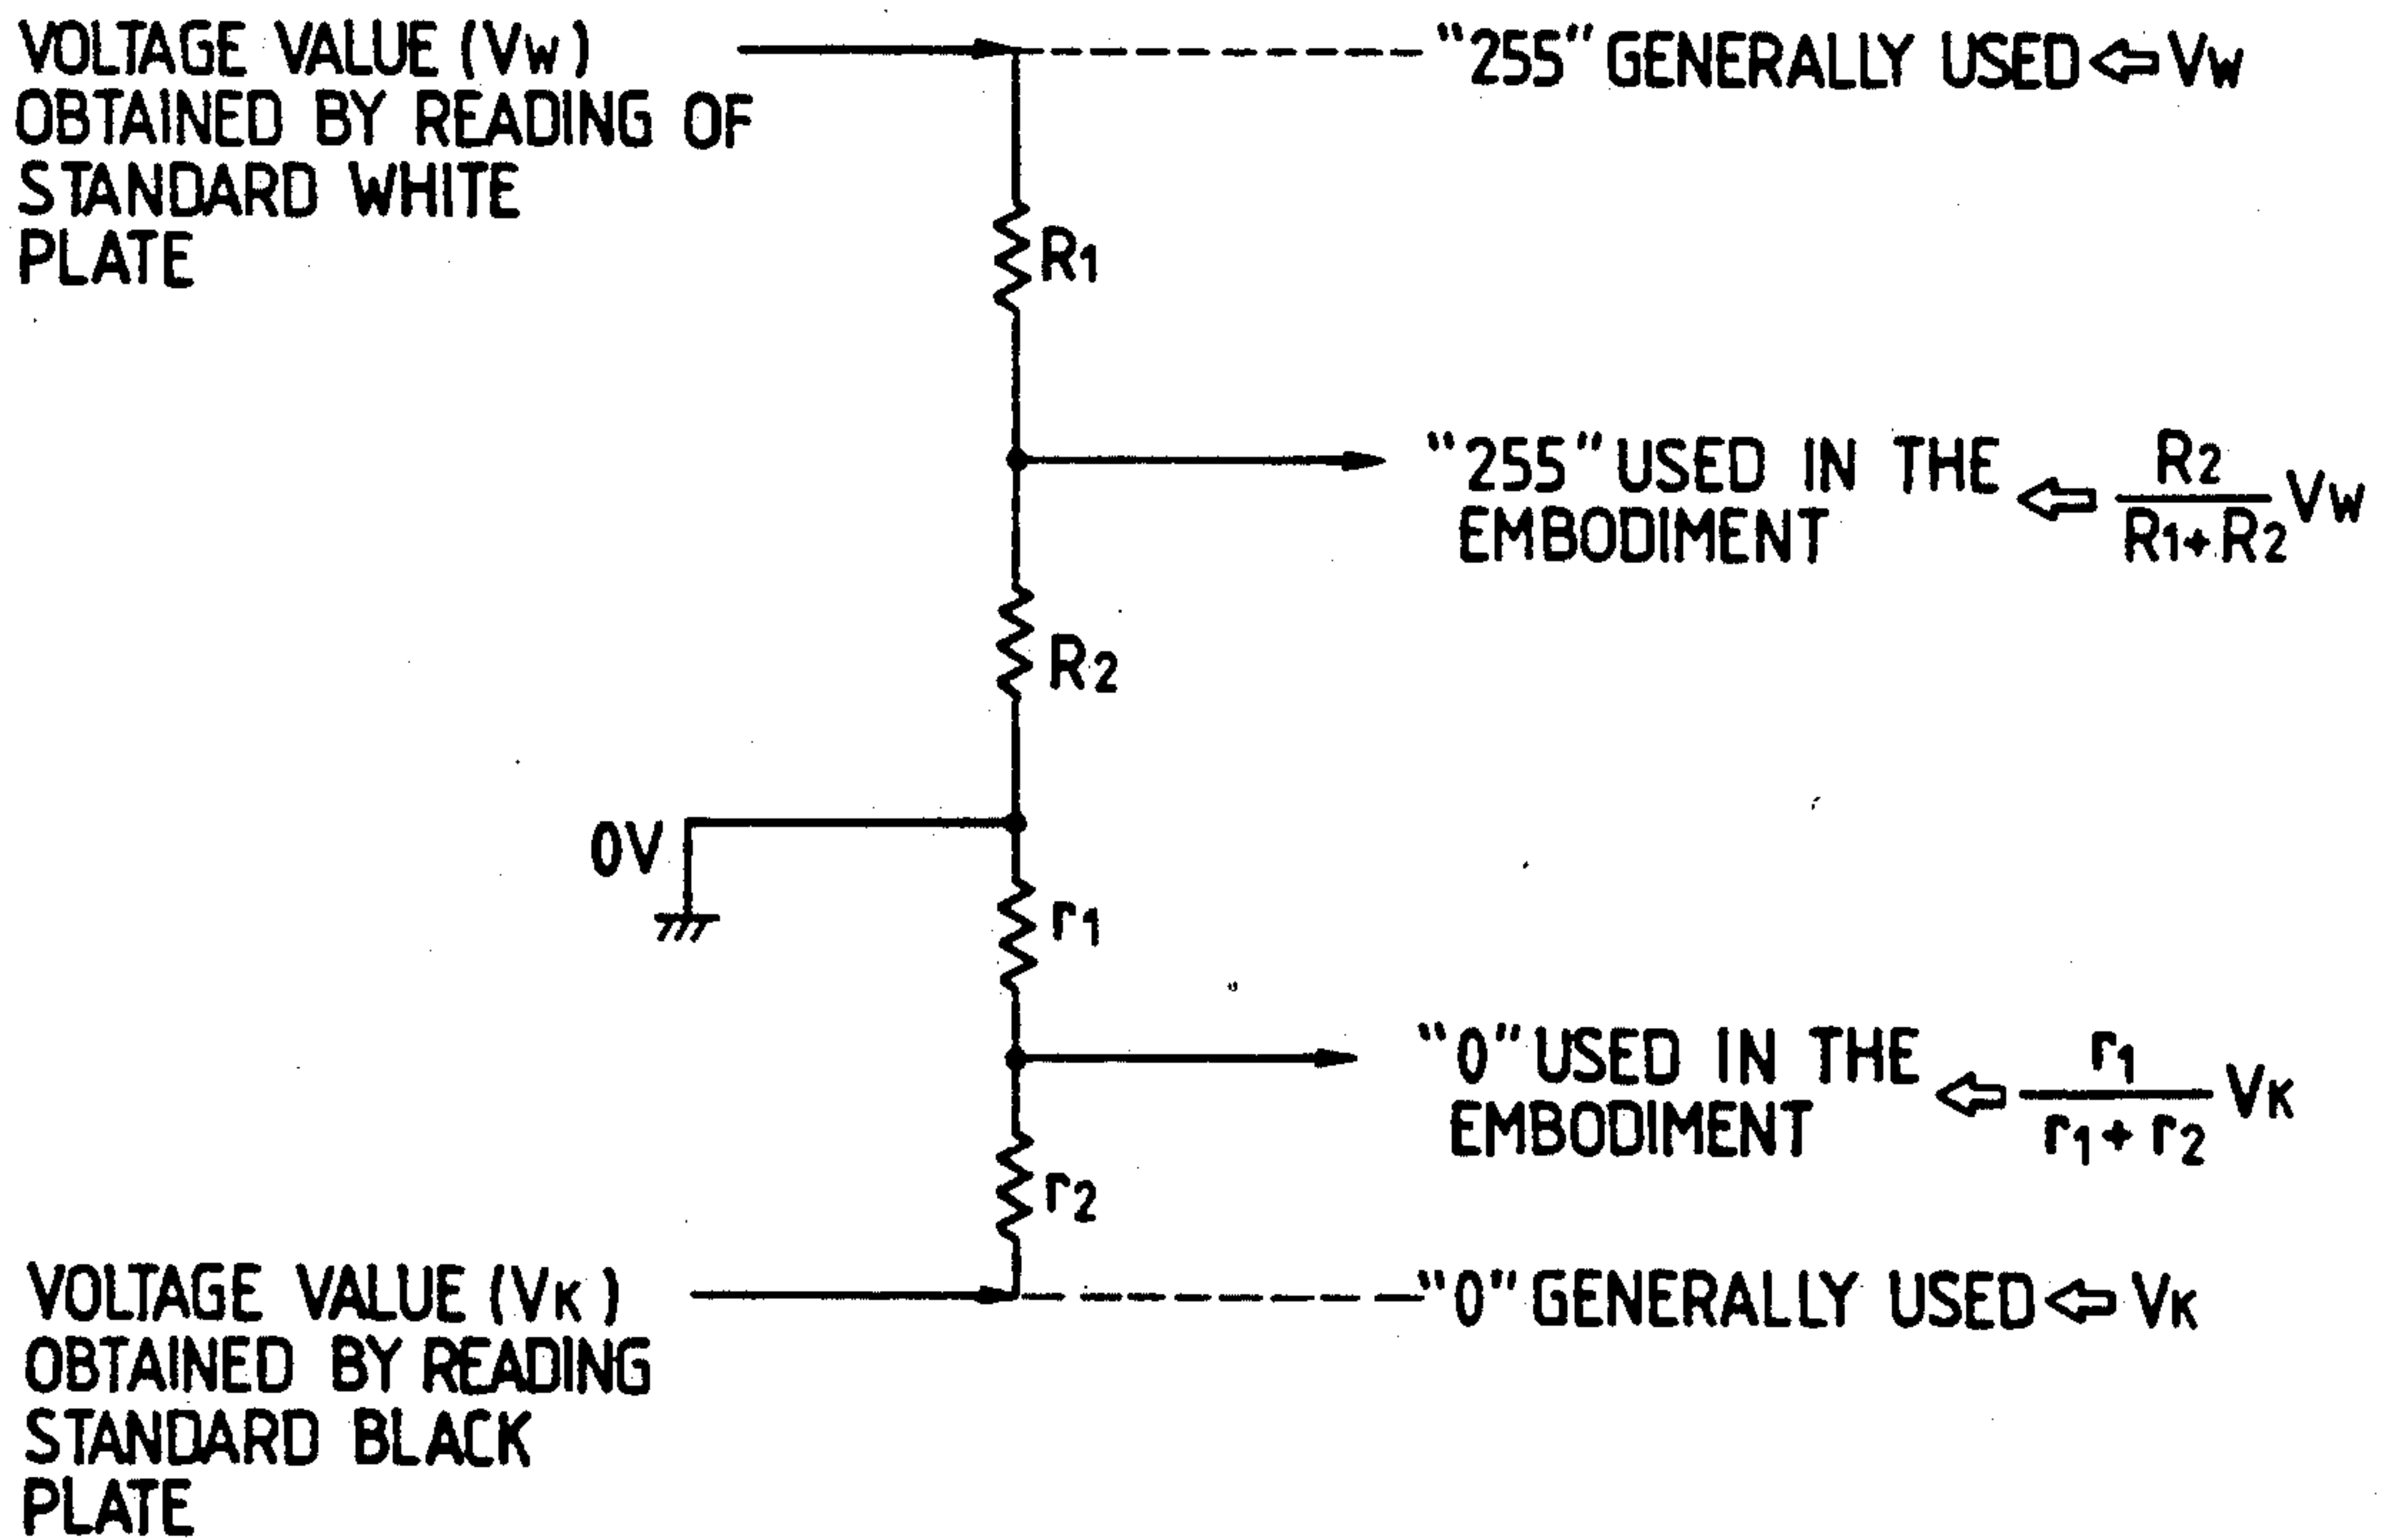 VOLTAGE VALUE (VW)
OBTAINED BY READING OF
STANDARD WHITE
PLATE
"255" GENERALLY USED ⇦ VW
R1
"255" USED IN THE
EMBODIMENT
⇦ R2
R1+R2
VW
R2
0V
r1
"0" USED IN THE
EMBODIMENT
⇦ r1
r1+r2
VK
r2
VOLTAGE VALUE (VK)
OBTAINED BY READING
STANDARD BLACK
PLATE
"0" GENERALLY USED ⇦ VK